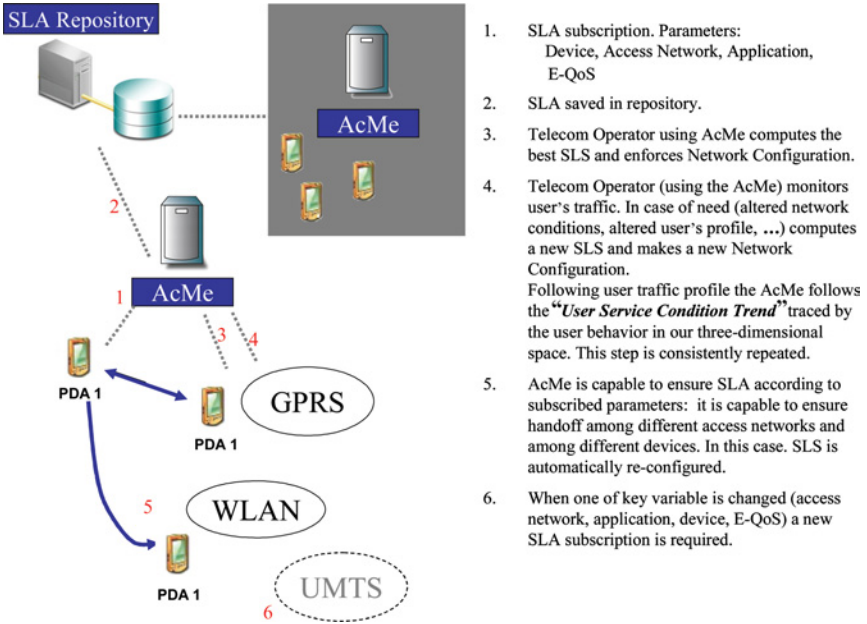 SLA Repository
AcMe
2
1
AcMe
3
4
PDA 1
GPRS
PDA 1
5
WLAN
PDA 1
UMTS
6
1. SLA subscription. Parameters:
Device, Access Network, Application,
E-QoS
2. SLA saved in repository.
3. Telecom Operator using AcMe computes the
best SLS and enforces Network Configuration.
4. Telecom Operator (using the AcMe) monitors
user's traffic. In case of need (altered network
conditions, altered user's profile, ...) computes
a new SLS and makes a new Network
Configuration.
Following user traffic profile the AcMe follows
the “User Service Condition Trend” traced by
the user behavior in our three-dimensional
space. This step is consistently repeated.
5. AcMe is capable to ensure SLA according to
subscribed parameters: it is capable to ensure
handoff among different access networks and
among different devices. In this case. SLS is
automatically re-configured.
6. When one of key variable is changed (access
network, application, device, E-QoS) a new
SLA subscription is required.